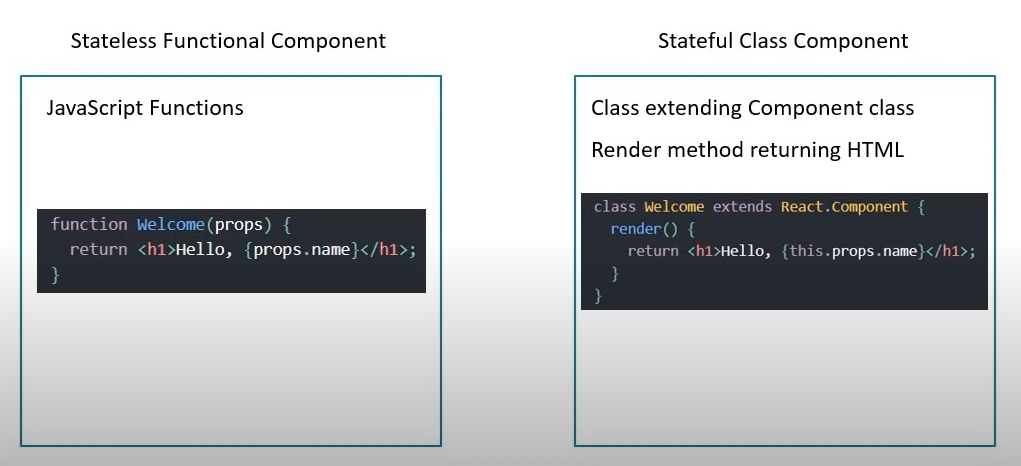 Stateless Functional Component
JavaScript Functions
function Welcome(props) {
  return <h1>Hello, {props.name}</h1>;
}
Stateful Class Component
Class extending Component class
Render method returning HTML
class Welcome extends React.Component {
  render() {
    return <h1>Hello, {this.props.name}</h1>;
  }
}